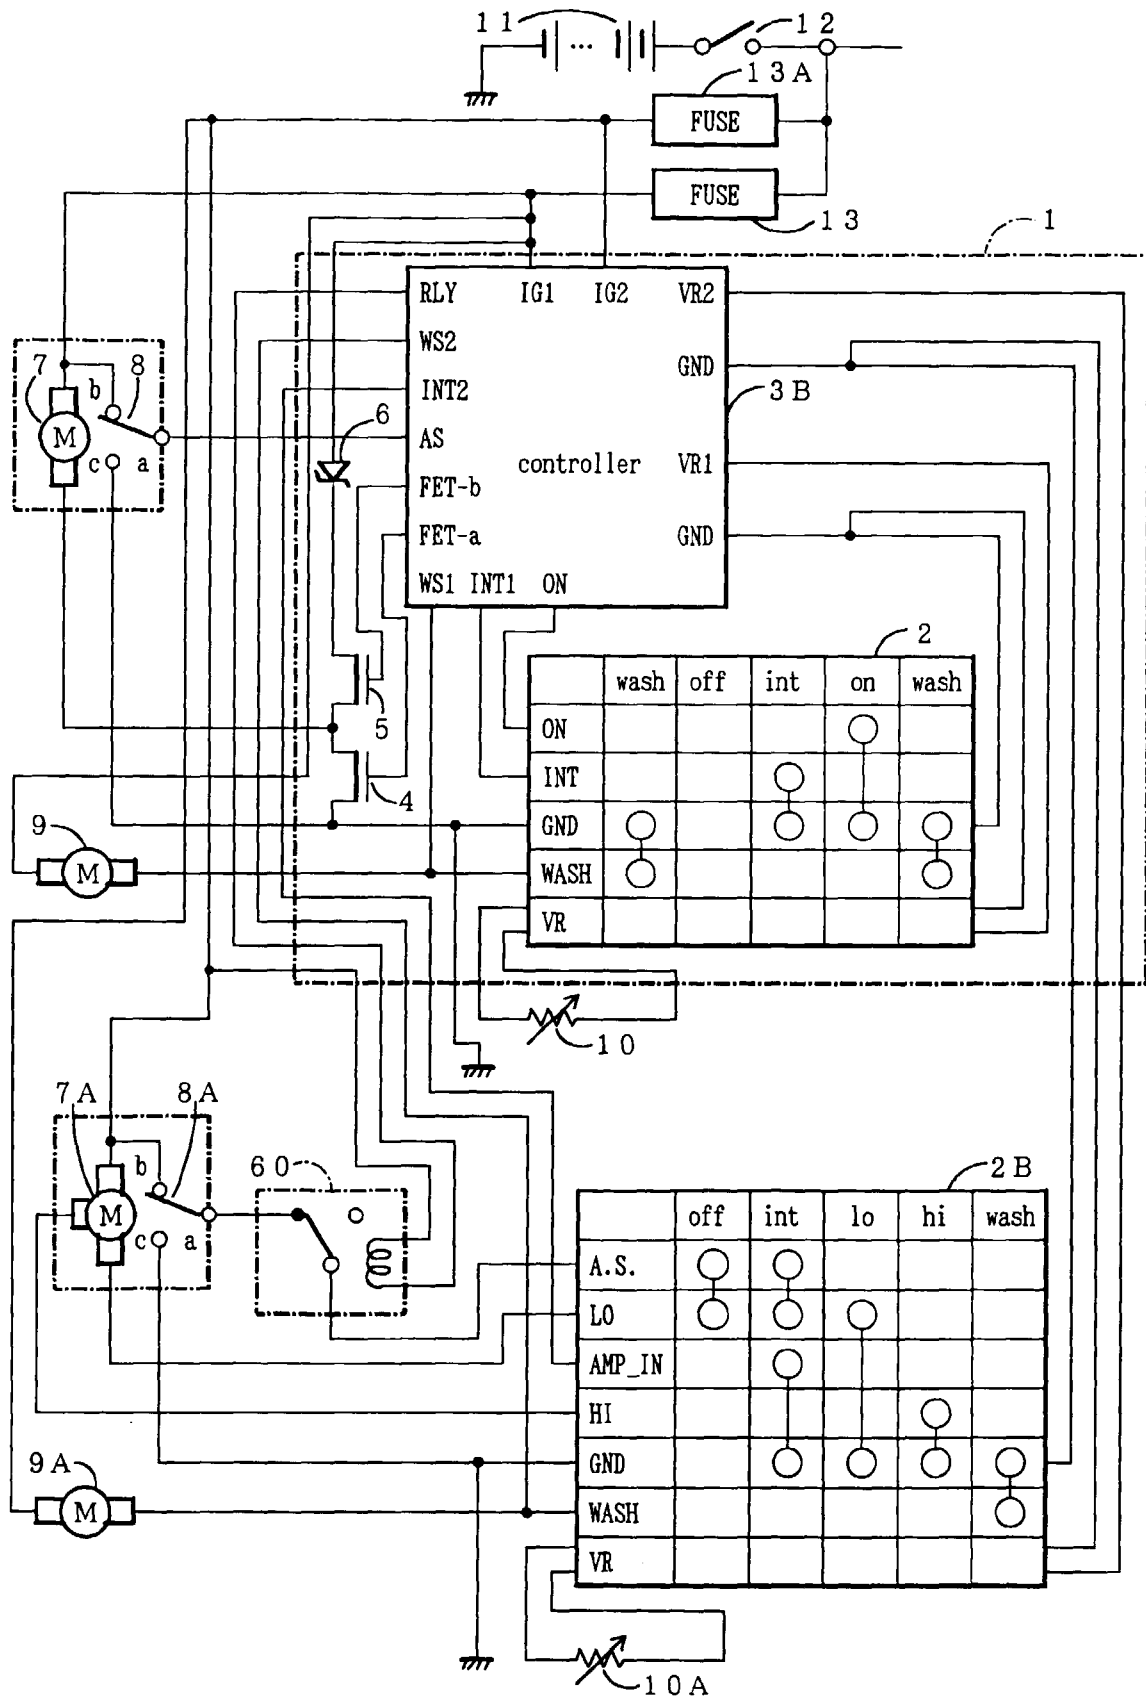 11
12
...
13A
FUSE
FUSE
13
1
RLY IG1 IG2 VR2
WS2
GND
7 b 8
INT2
3B
6
M
AS
c a
controller VR1
FET-b
FET-a GND
WS1 INT1 ON
2
wash off int on wash
5
ON
INT
4
9
GND
M
WASH
VR
10
7A 8A
60
2B
b
off int lo hi wash
M
c a
A.S.
LO
AMP_IN
HI
9A
GND
M
WASH
VR
10A